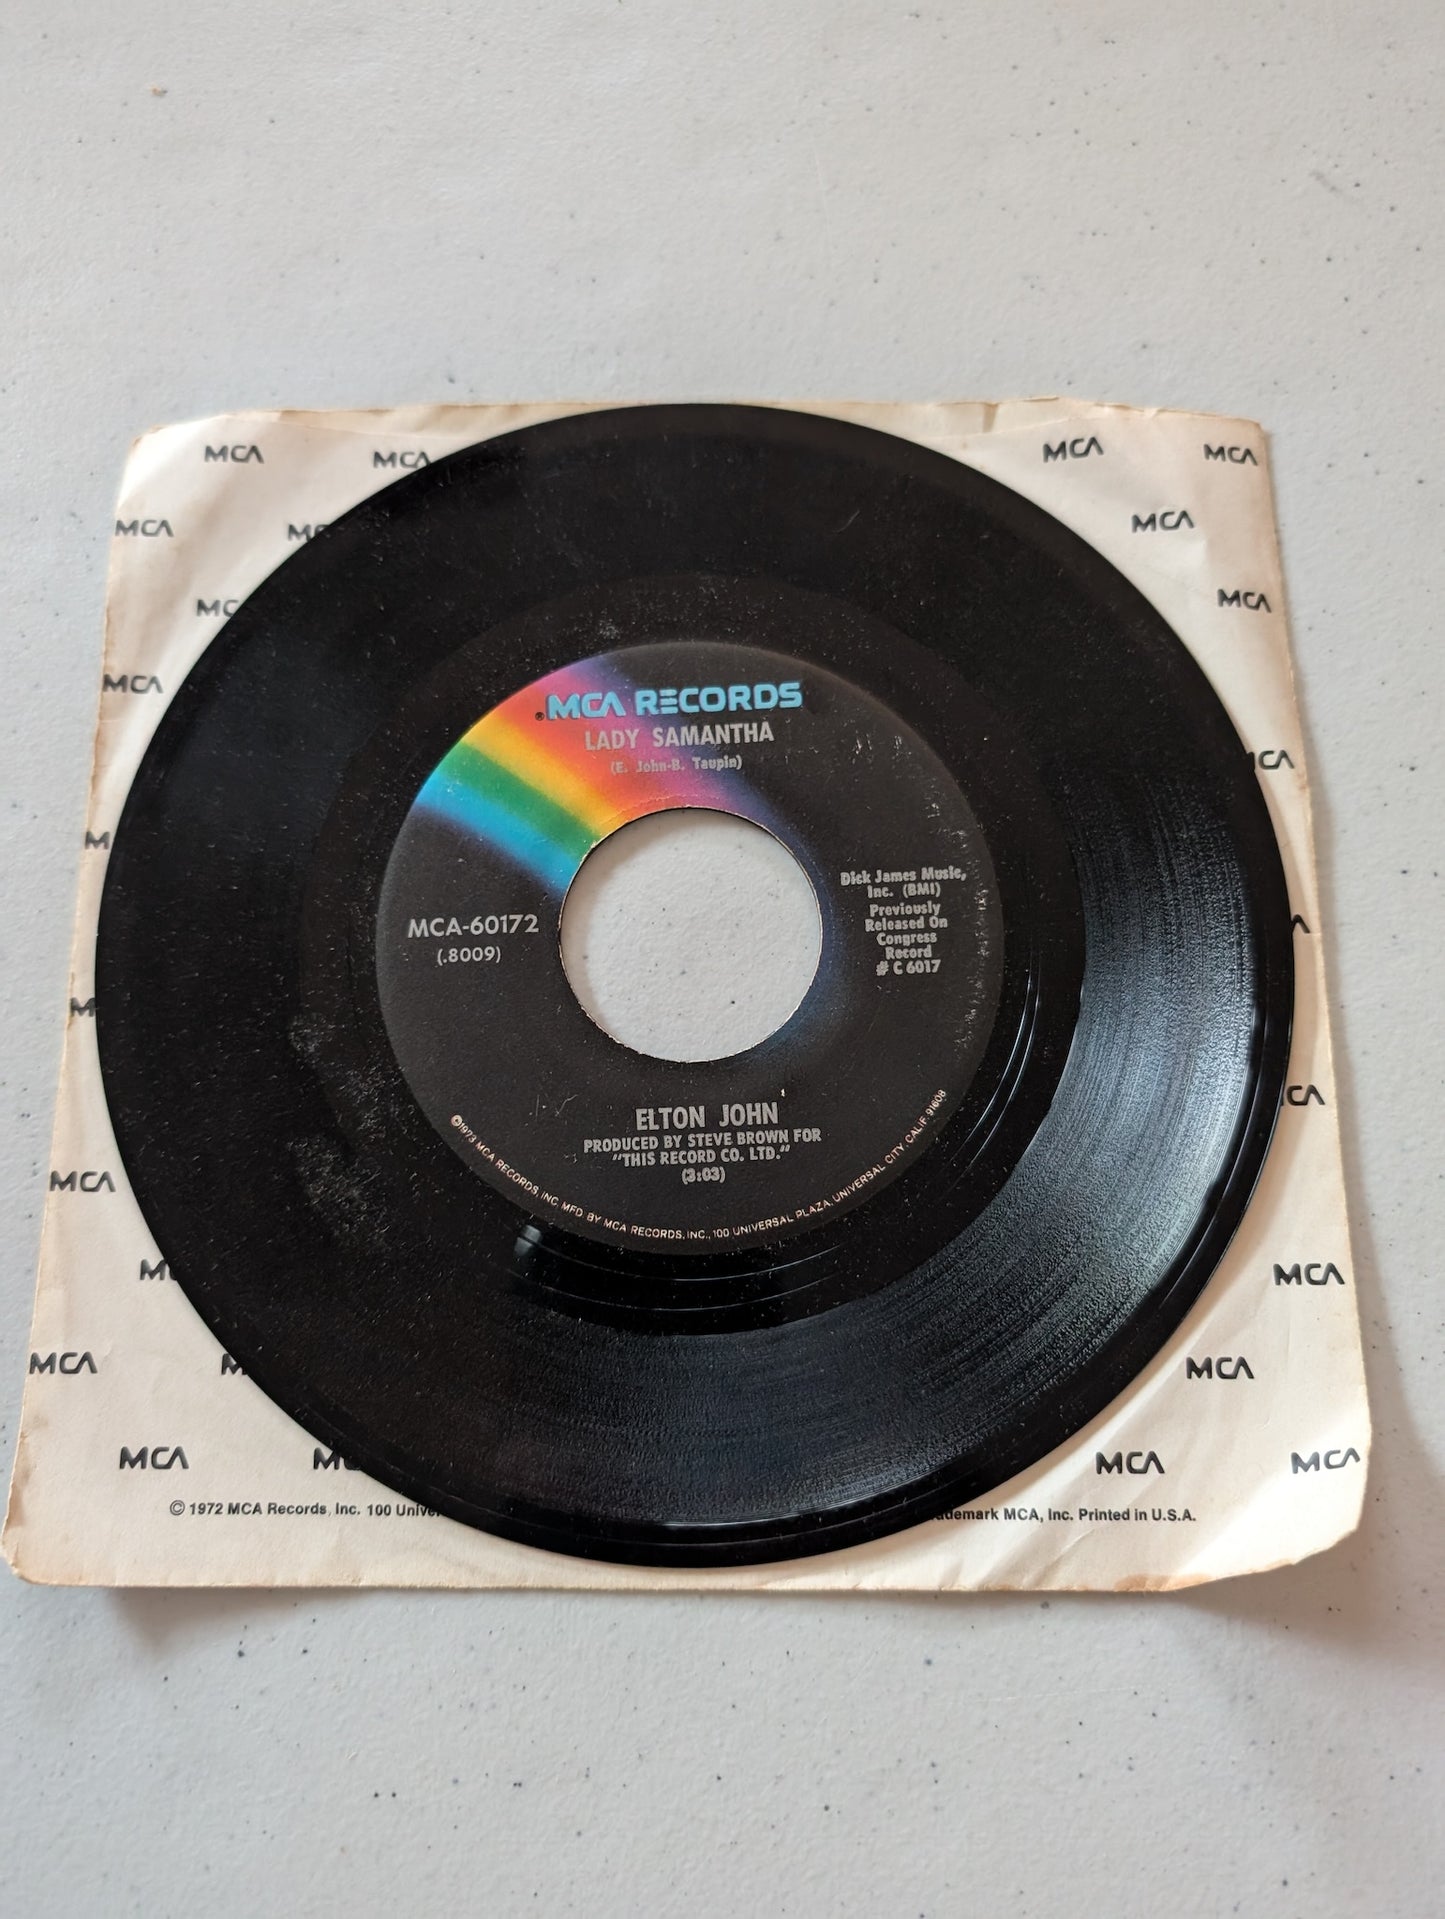 MCA MCA MCA MCA
MCA MCA
MCA
MCA
MCA
® MCA RECORDS
LADY SAMANTHA
(E. John-B. Taupin)
MCA-60172
(.8009)
Dick James Music,
Inc. (BMI)
Previously
Released On
Congress
Record
# C 6017
ELTON JOHN
PRODUCED BY STEVE BROWN FOR
"THIS RECORD CO. LTD."
(3:03)
©1973 MCA RECORDS, INC. MFD. BY MCA RECORDS, INC., 100 UNIVERSAL PLAZA, UNIVERSAL CITY, CALIF. 91608
MCA
MCA
MCA MCA
MCA MCA MCA
© 1972 MCA Records, Inc. 100 MCA, Inc. Printed in U.S.A.